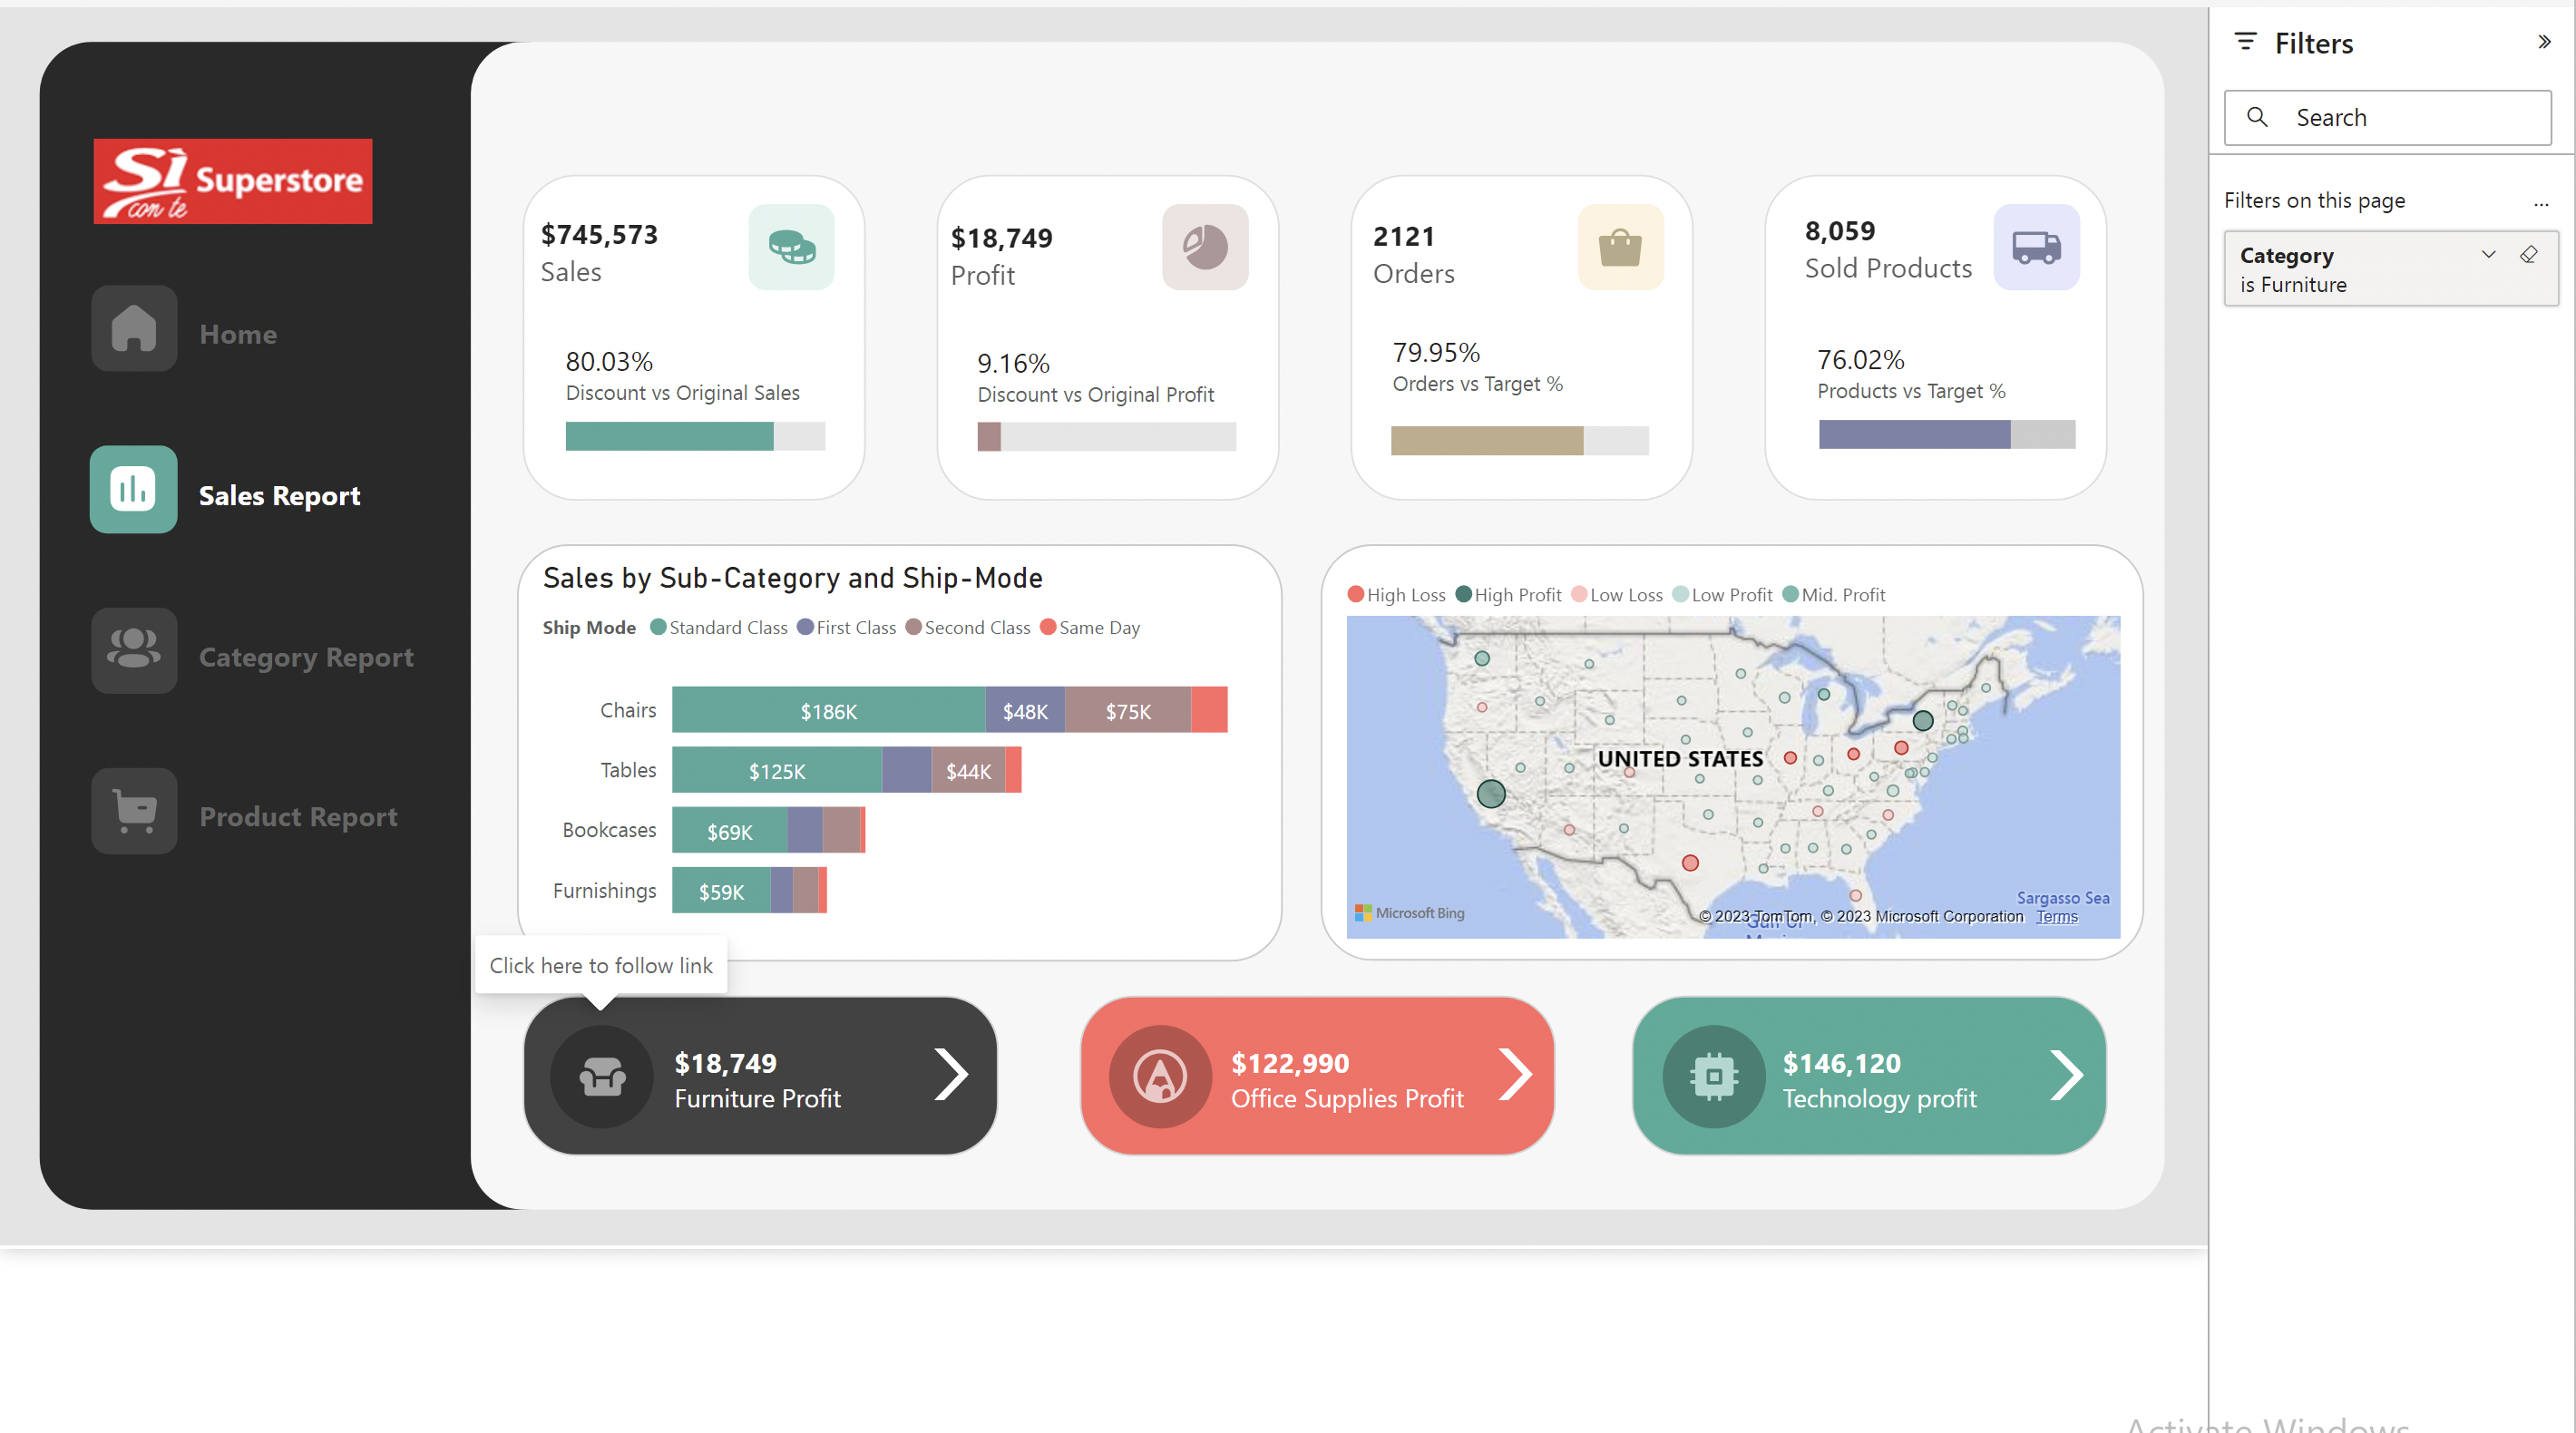 Filters
Search
Filters on this page
...
Category
is Furniture
Sì
con te
Superstore
Home
Sales Report
Category Report
Product Report
$745,573
Sales
80.03%
Discount vs Original Sales
$18,749
Profit
9.16%
Discount vs Original Profit
2121
Orders
79.95%
Orders vs Target %
8,059
Sold Products
76.02%
Products vs Target %
Sales by Sub-Category and Ship-Mode
Ship Mode Standard Class First Class Second Class Same Day
Chairs $186K $48K $75K
Tables $125K $44K
Bookcases $69K
Furnishings $59K
High Loss High Profit Low Loss Low Profit Mid. Profit
UNITED STATES
Sargasso Sea
Microsoft Bing
© 2023 TomTom, © 2023 Microsoft Corporation Terms
Click here to follow link
$18,749
Furniture Profit
$122,990
Office Supplies Profit
$146,120
Technology profit
Activate Windows